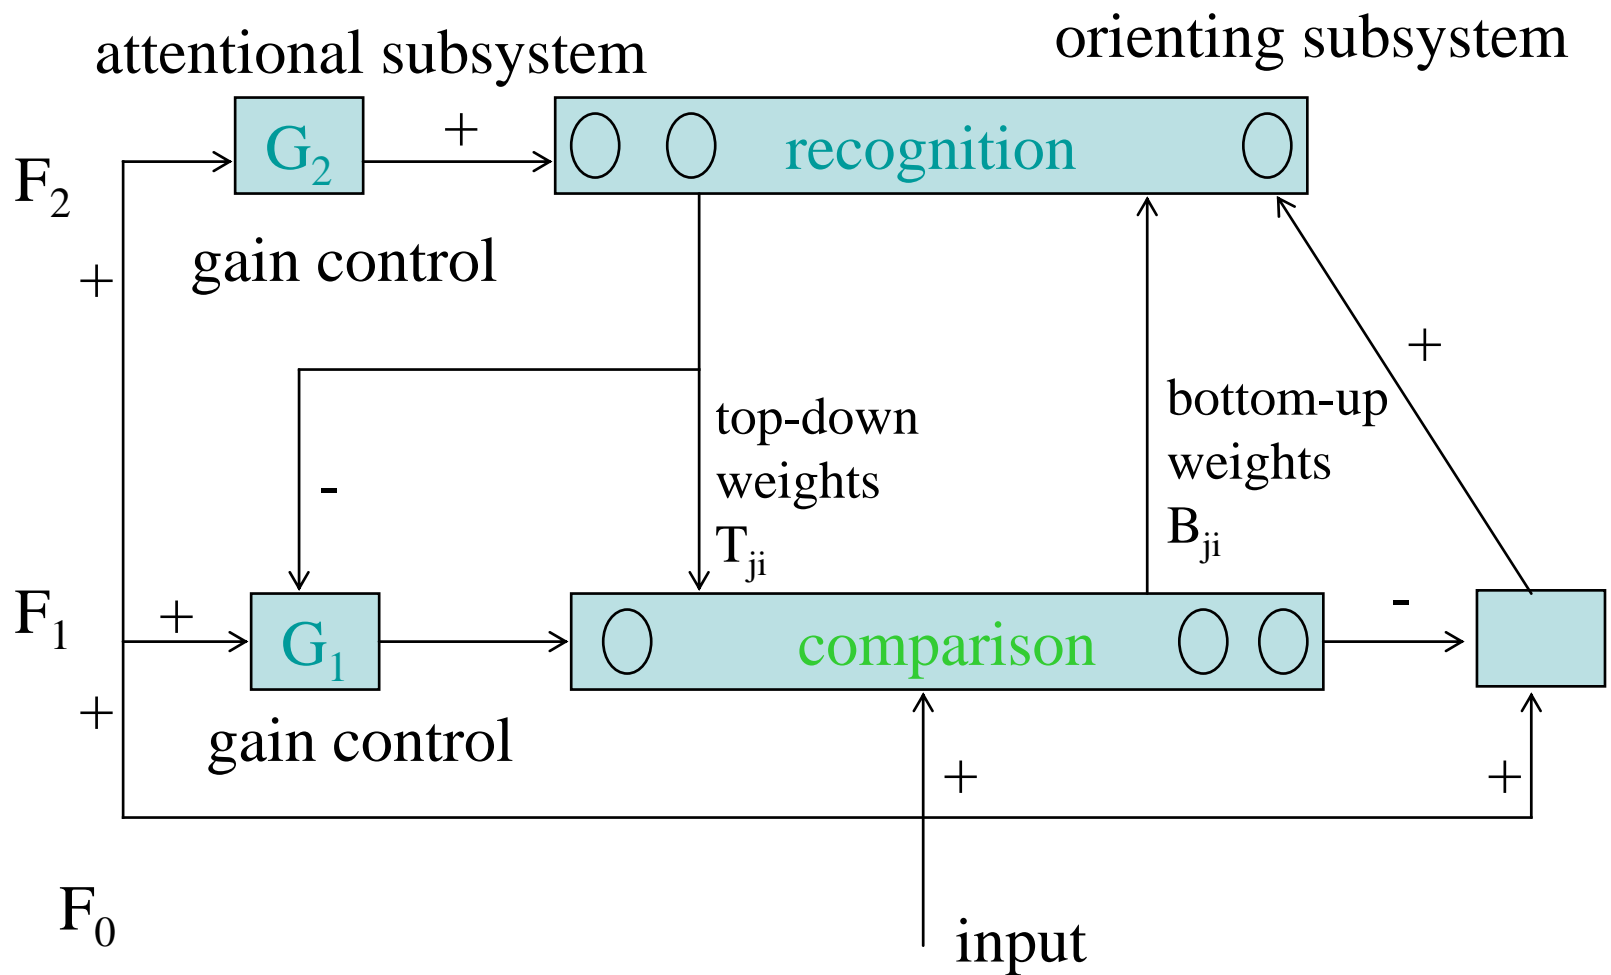 attentional subsystem
orienting subsystem
G2
+
recognition
F2
+
gain control
+
top-down
weights
Tji
bottom-up
weights
Bji
-
F1
+
G1
comparison
-
+
gain control
+
+
F0
input